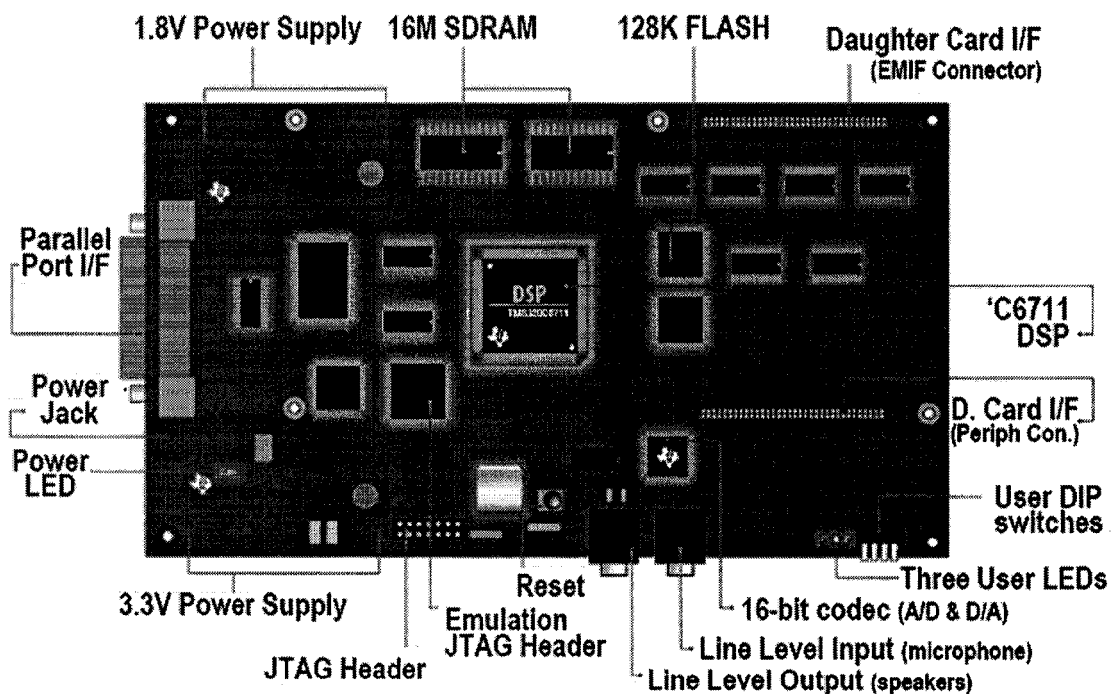 1.8V Power Supply
16M SDRAM
128K FLASH
Daughter Card I/F
(EMIF Connector)
Parallel
Port I/F
DSP
TMS320C6711
'C6711
DSP
Power
Jack
D. Card I/F
(Periph Con.)
Power
LED
User DIP
switches
3.3V Power Supply
Reset
Three User LEDs
Emulation
JTAG Header
16-bit codec (A/D & D/A)
JTAG Header
Line Level Input (microphone)
Line Level Output (speakers)